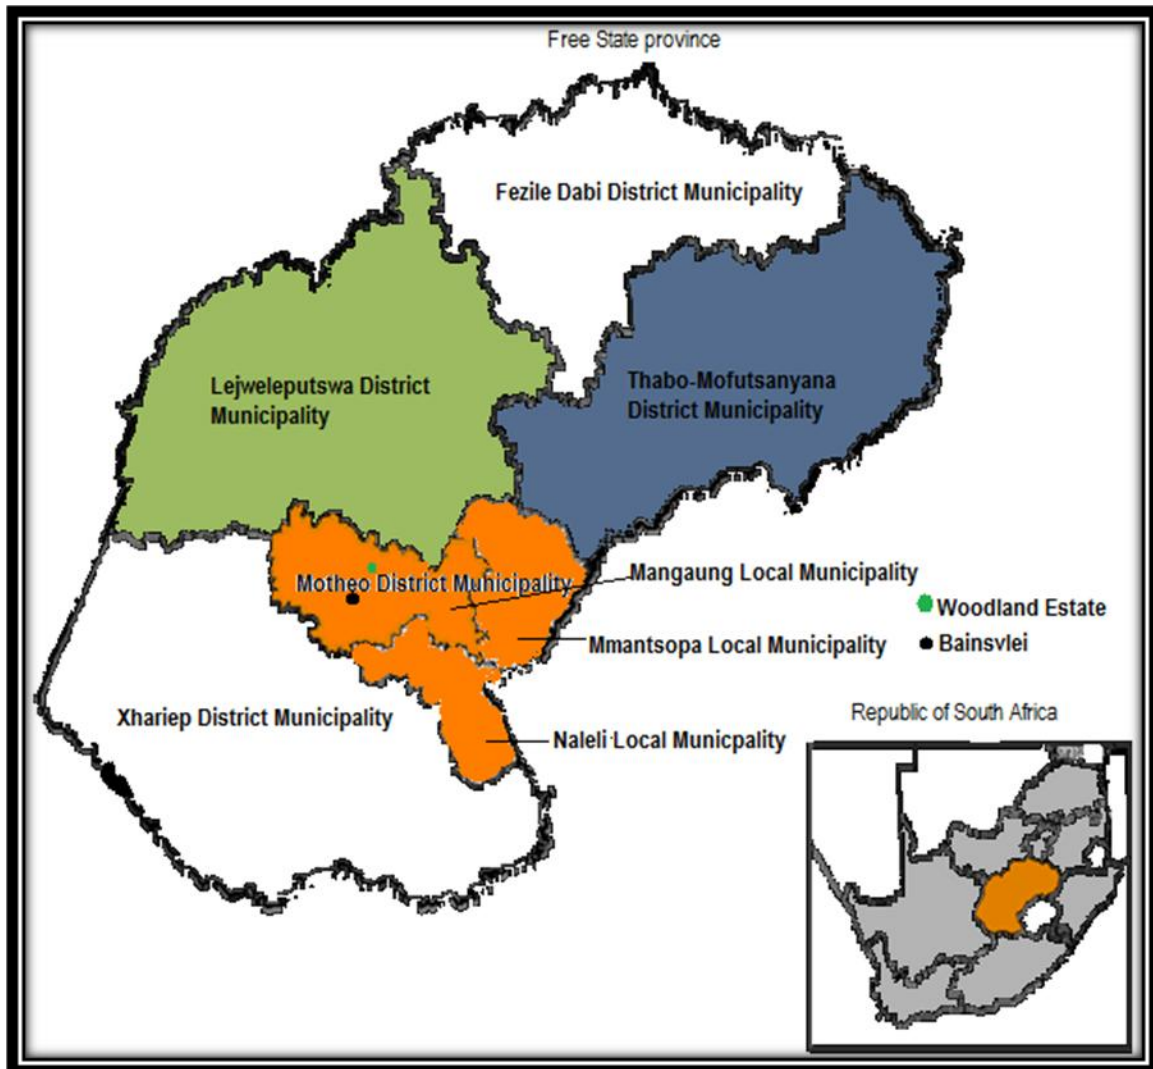 Free State province
Fezile Dabi District Municipality
Lejweleputswa District
Municipality
Thabo-Mofutsanyana
District Municipality
Motheo District Municipality
Mangaung Local Municipality
Woodland Estate
Mmantsopa Local Municipality
Bainsvlei
Xhariep District Municipality
Naleli Local Municpality
Republic of South Africa